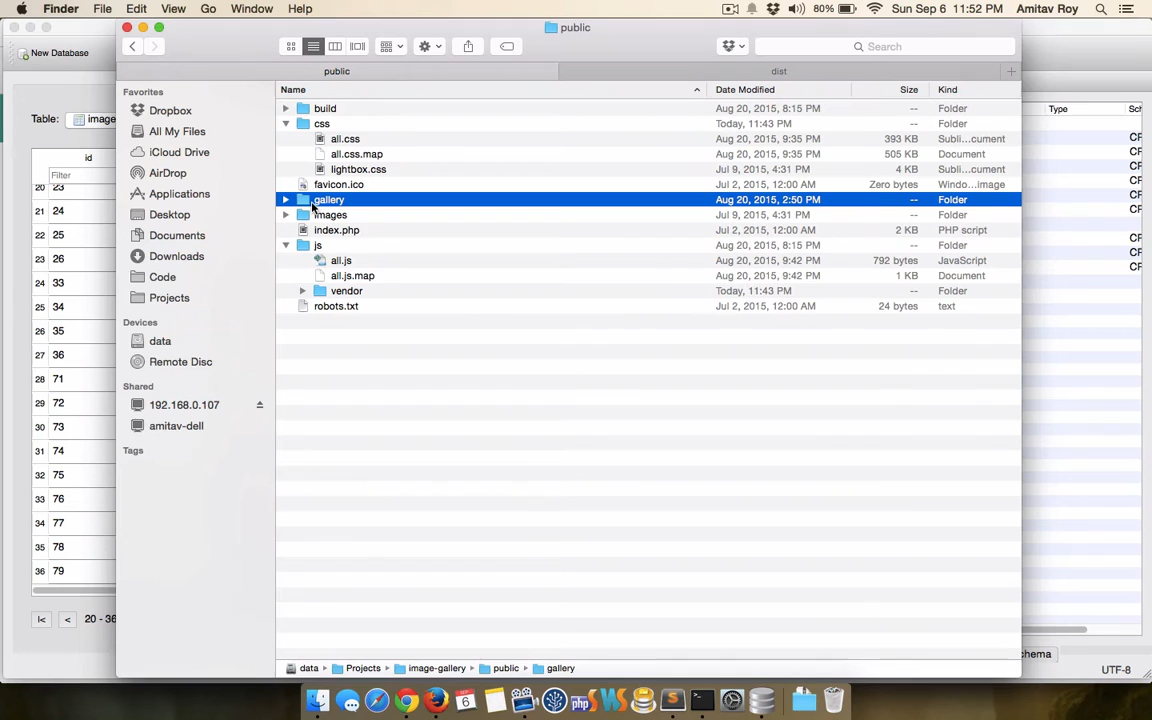 Finder File Edit View Go Window Help 80% Sun Sep 6 11:52 PM Amitav Roy
New Database
public
Search
public dist
Name Date Modified Size Kind
Favorites
Dropbox
All My Files
iCloud Drive
AirDrop
Applications
Desktop
Documents
Downloads
Code
Projects
Devices
data
Remote Disc
Shared
192.168.0.107
amitav-dell
Tags
build Aug 20, 2015, 8:15 PM -- Folder
css Today, 11:43 PM -- Folder
all.css Aug 20, 2015, 9:35 PM 393 KB Subli...cument
all.css.map Aug 20, 2015, 9:35 PM 505 KB Document
lightbox.css Jul 9, 2015, 4:31 PM 4 KB Subli...cument
favicon.ico Jul 2, 2015, 12:00 AM Zero bytes Windo...image
gallery Aug 20, 2015, 2:50 PM -- Folder
images Jul 9, 2015, 4:31 PM -- Folder
index.php Jul 2, 2015, 12:00 AM 2 KB PHP script
js Aug 20, 2015, 8:15 PM -- Folder
all.js Aug 20, 2015, 9:42 PM 792 bytes JavaScript
all.js.map Aug 20, 2015, 9:42 PM 1 KB Document
vendor Today, 11:43 PM -- Folder
robots.txt Jul 2, 2015, 12:00 AM 24 bytes text
data Projects image-gallery public gallery
Table: image
id
Filter
20 23
21 24
22 25
23 26
24 33
25 34
26 35
27 36
28 71
29 72
30 73
31 74
32 75
33 76
34 77
35 78
36 79
|< < 20 - 36
Type Sch
CF
CF
CF
CF
CF
CF
CF
CF
hema
UTF-8
6
php